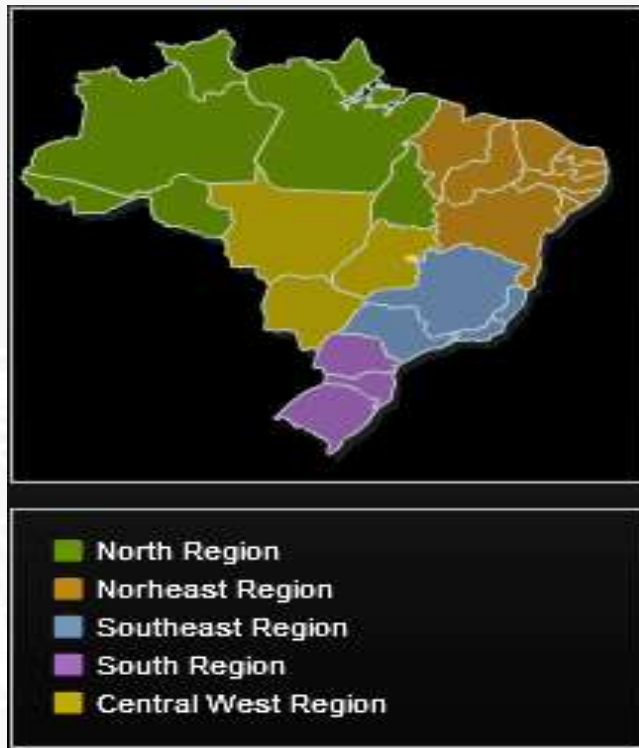 North Region
Norheast Region
Southeast Region
South Region
Central West Region